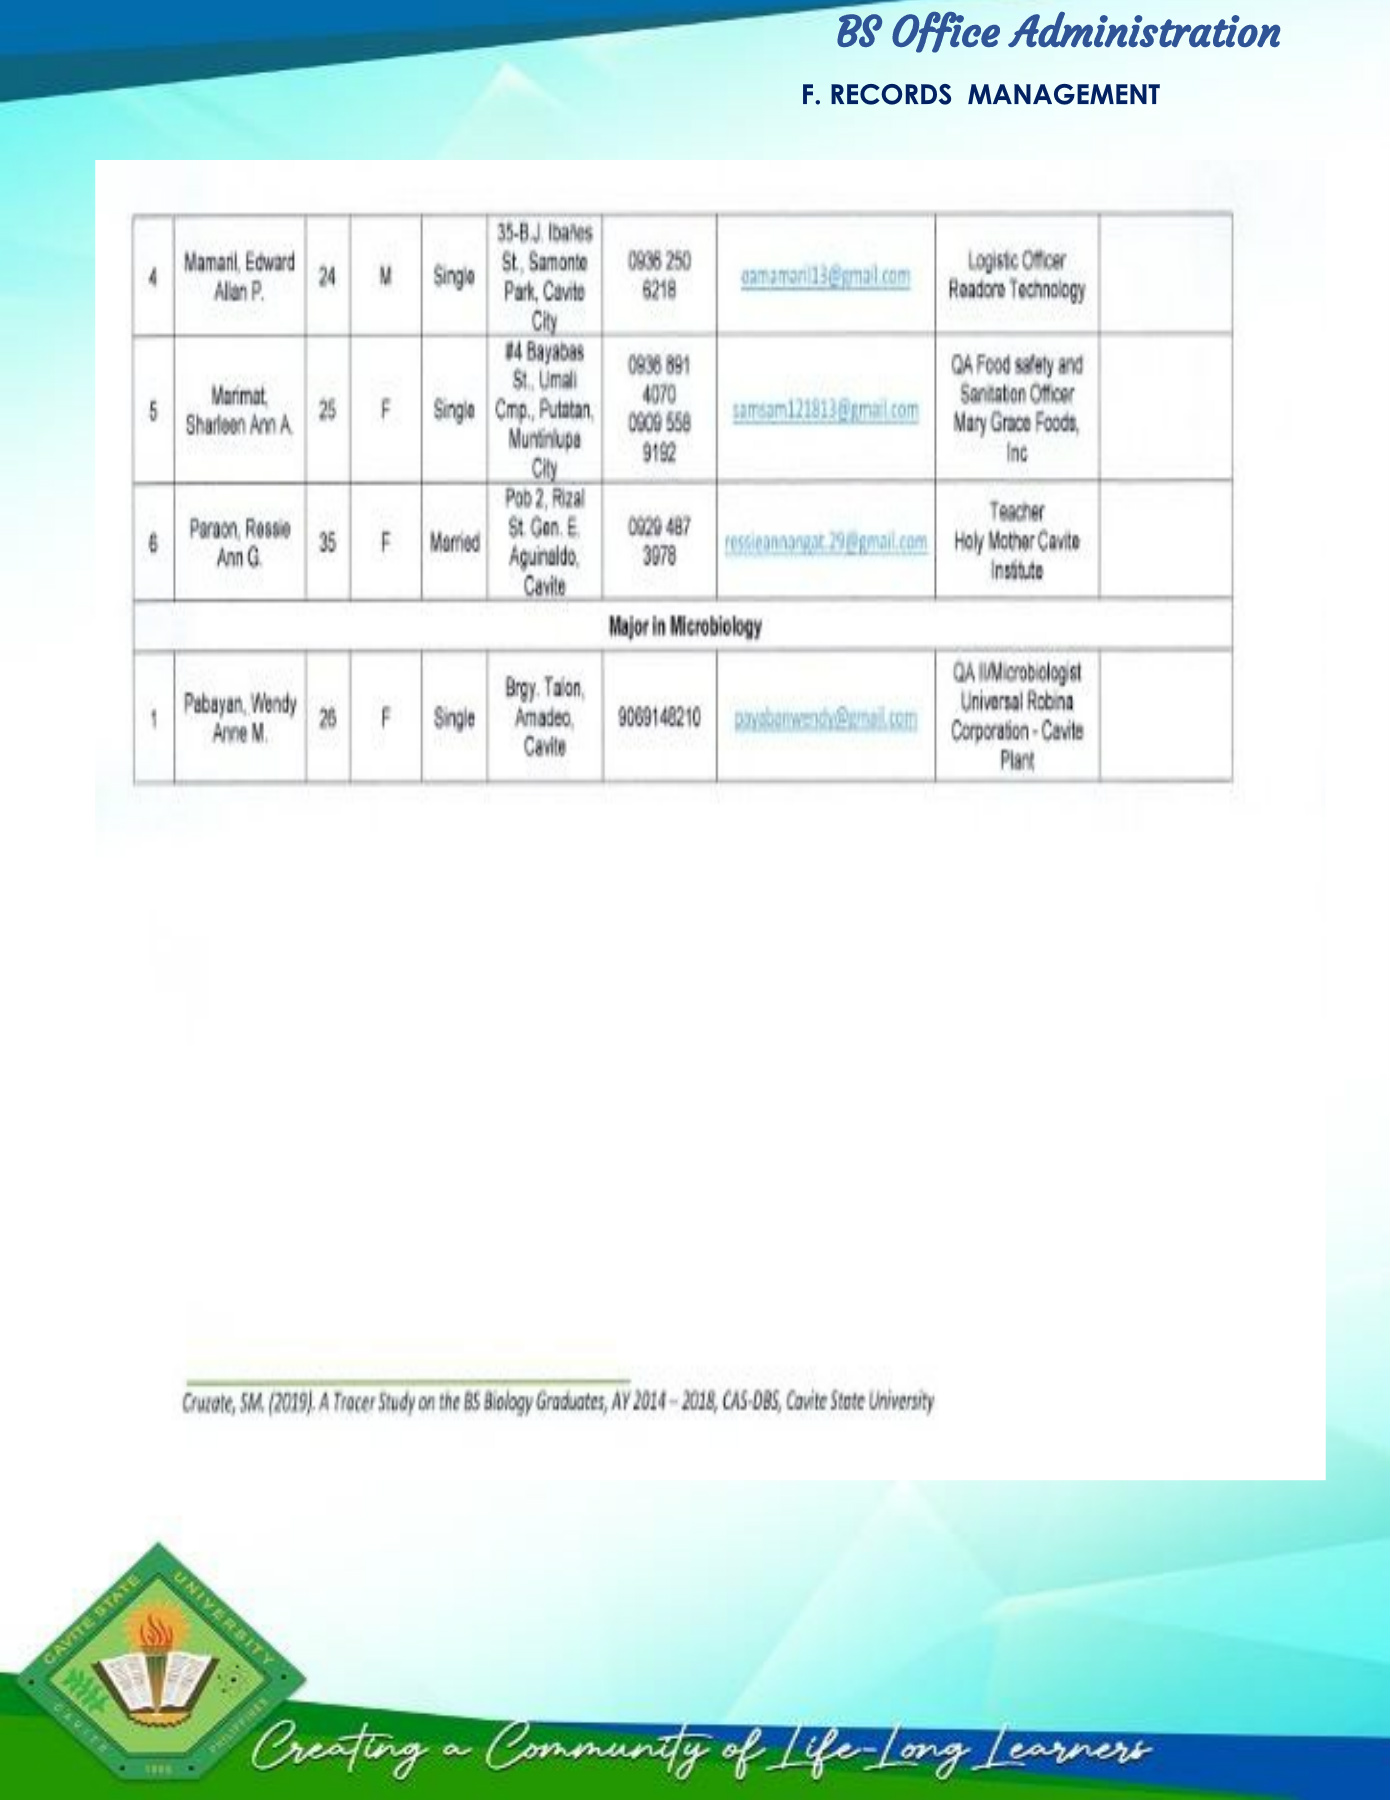 BS Office Administration
F. RECORDS MANAGEMENT
4
Mamaril, Edward
Allan P.
24
M
Single
35-B.J. Ibañes
St., Samonte
Park, Cavite
City
0936 250
6218
eamamaril13@gmail.com
Logistic Officer
Readore Technology
5
Marimat,
Sharleen Ann A.
25
F
Single
#4 Bayabas
St., Umali
Cmp., Putatan,
Muntinlupa
City
0936 891
4070
0909 558
9192
samsam121813@gmail.com
QA Food safety and
Sanitation Officer
Mary Grace Foods,
Inc
6
Paraon, Ressie
Ann G.
35
F
Married
Pob 2, Rizal
St. Gen. E.
Aguinaldo,
Cavite
0929 487
3978
ressieannangat.29@gmail.com
Teacher
Holy Mother Cavite
Institute
Major in Microbiology
1
Pabayan, Wendy
Anne M.
26
F
Single
Brgy. Talon,
Amadeo,
Cavite
9069148210
payabanwendy@gmail.com
QA II/Microbiologist
Universal Robina
Corporation - Cavite
Plant
Cruzate, SM. (2019). A Tracer Study on the BS Biology Graduates, AY 2014 – 2018, CAS-DBS, Cavite State University
CAVITE STATE UNIVERSITY
CAVITE PHILIPPINES
1906
Creating a Community of Life-Long Learners